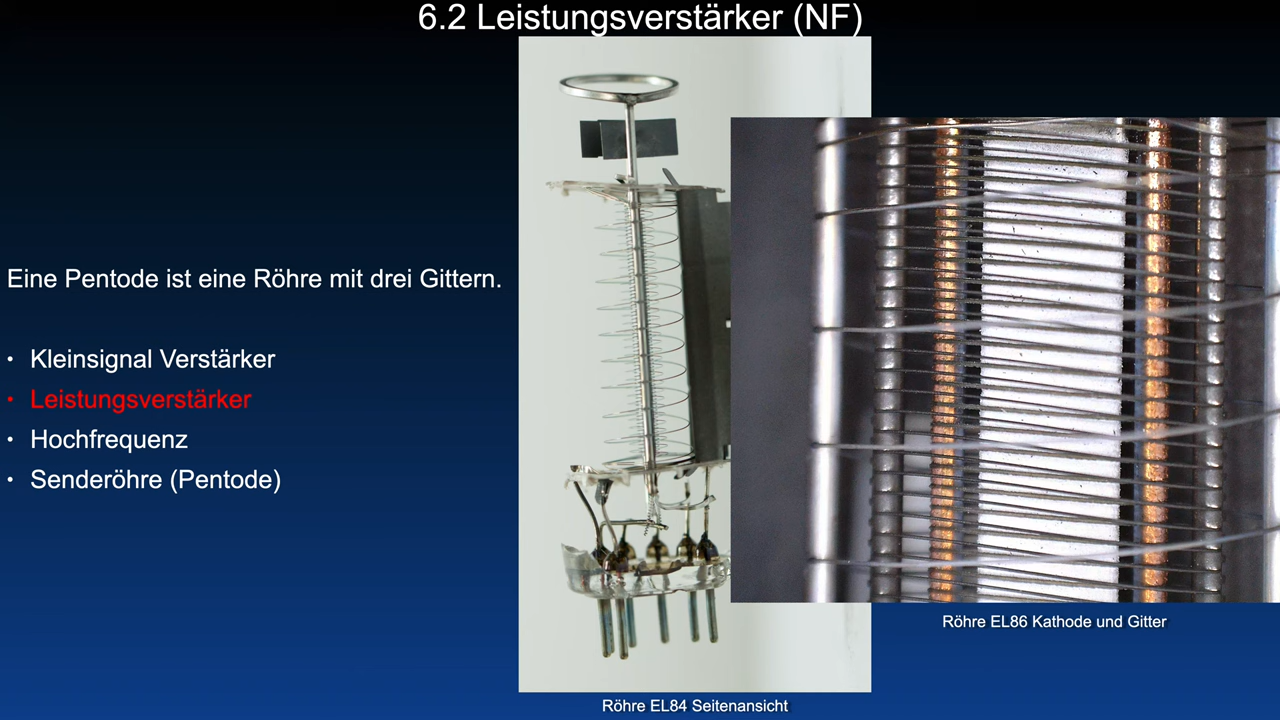 6.2 Leistungsverstärker (NF)
Eine Pentode ist eine Röhre mit drei Gittern.
• Kleinsignal Verstärker
• Leistungsverstärker
• Hochfrequenz
• Senderöhre (Pentode)
Röhre EL86 Kathode und Gitter
Röhre EL84 Seitenansicht